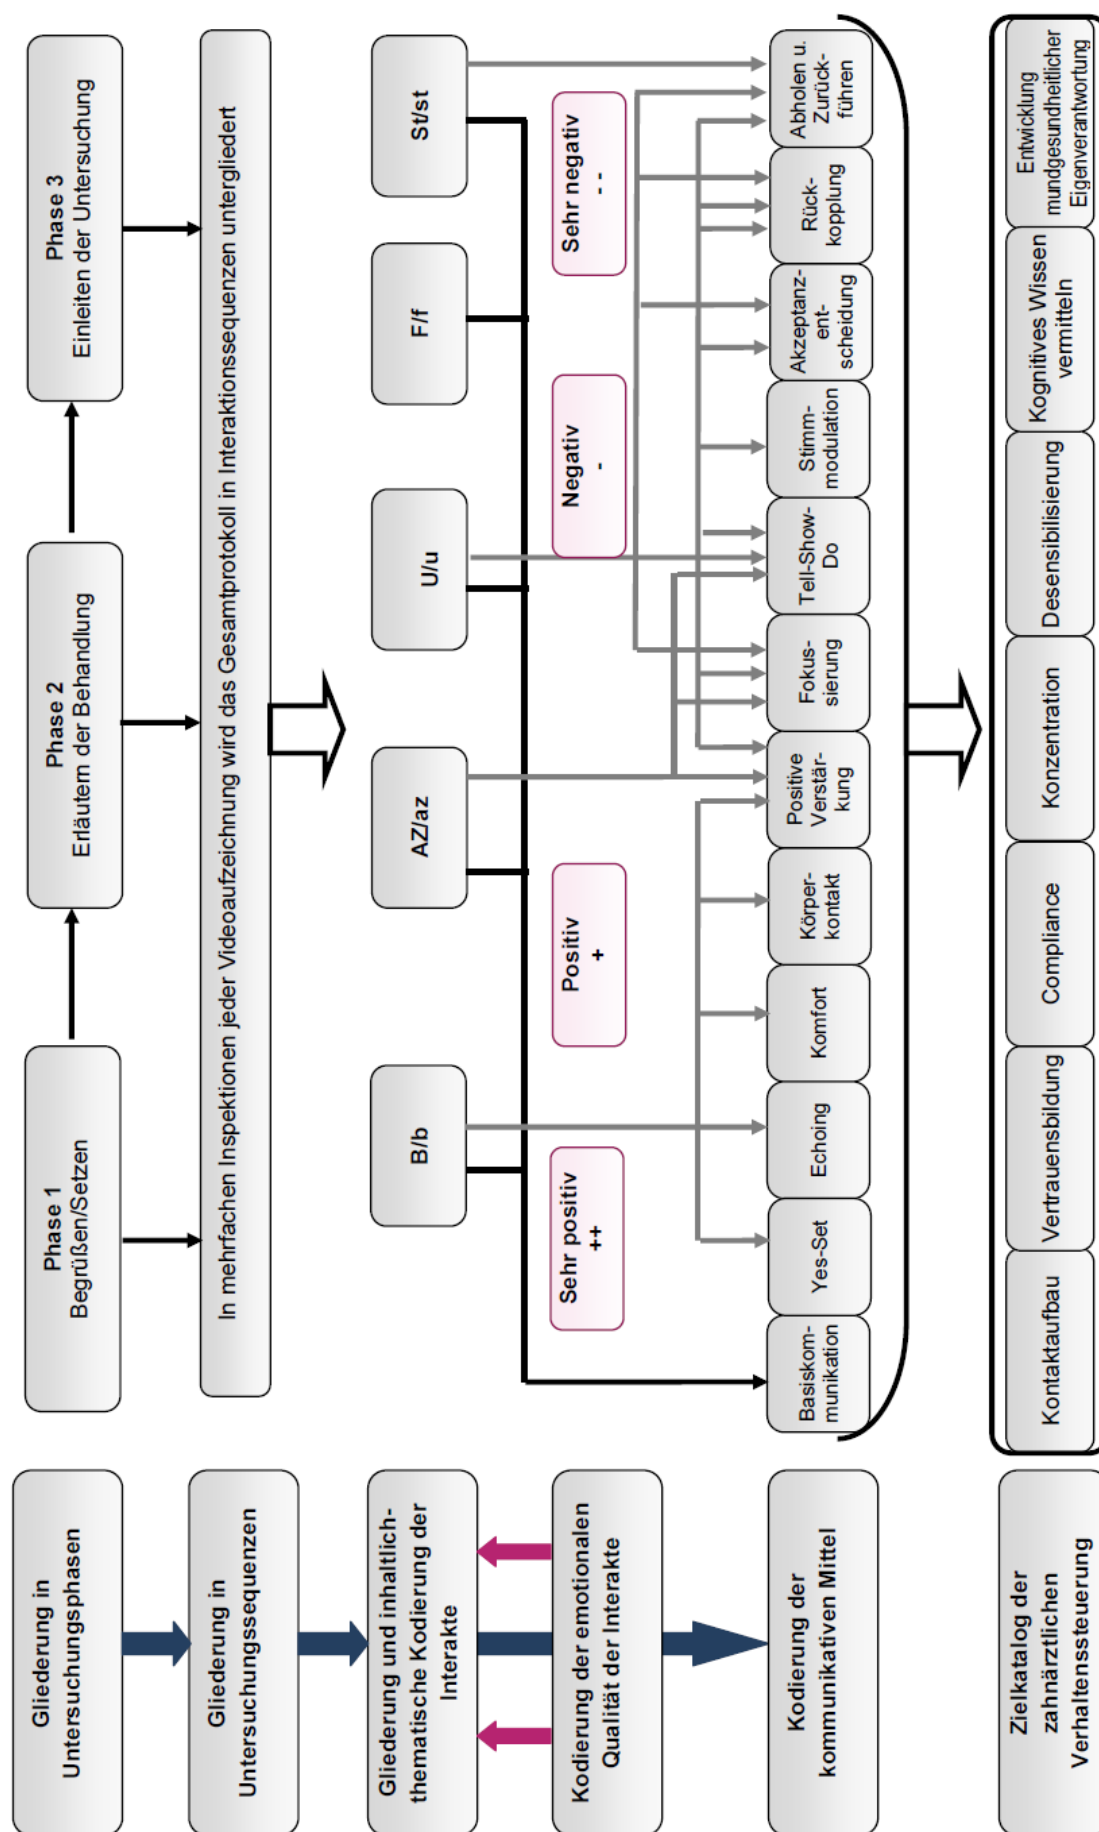 Gliederung in
Untersuchungsphasen
Phase 1
Begrüßen/Setzen
Phase 2
Erläutern der Behandlung
Phase 3
Einleiten der Untersuchung
Gliederung in
Untersuchungssequenzen
In mehrfachen Inspektionen jeder Videoaufzeichnung wird das Gesamtprotokoll in Interaktionssequenzen untergliedert
Gliederung und inhaltlich-
thematische Kodierung der
Interakte
B/b
AZ/az
U/u
F/f
St/st
Kodierung der emotionalen
Qualität der Interakte
Sehr positiv
++
Positiv
+
Negativ
-
Sehr negativ
- -
Kodierung der
kommunikativen Mittel
Basiskom-
munikation
Yes-Set
Echoing
Komfort
Körper-
kontakt
Positive
Verstär-
kung
Fokus-
sierung
Tell-Show-
Do
Stimm-
modulation
Akzeptanz-
ent-
scheidung
Rück-
kopplung
Abholen u.
Zurück-
führen
Zielkatalog der
zahnärztlichen
Verhaltenssteuerung
Kontaktaufbau
Vertrauensbildung
Compliance
Konzentration
Desensibilisierung
Kognitives Wissen
vermitteln
Entwicklung
mundgesundheitlicher
Eigenverantwortung